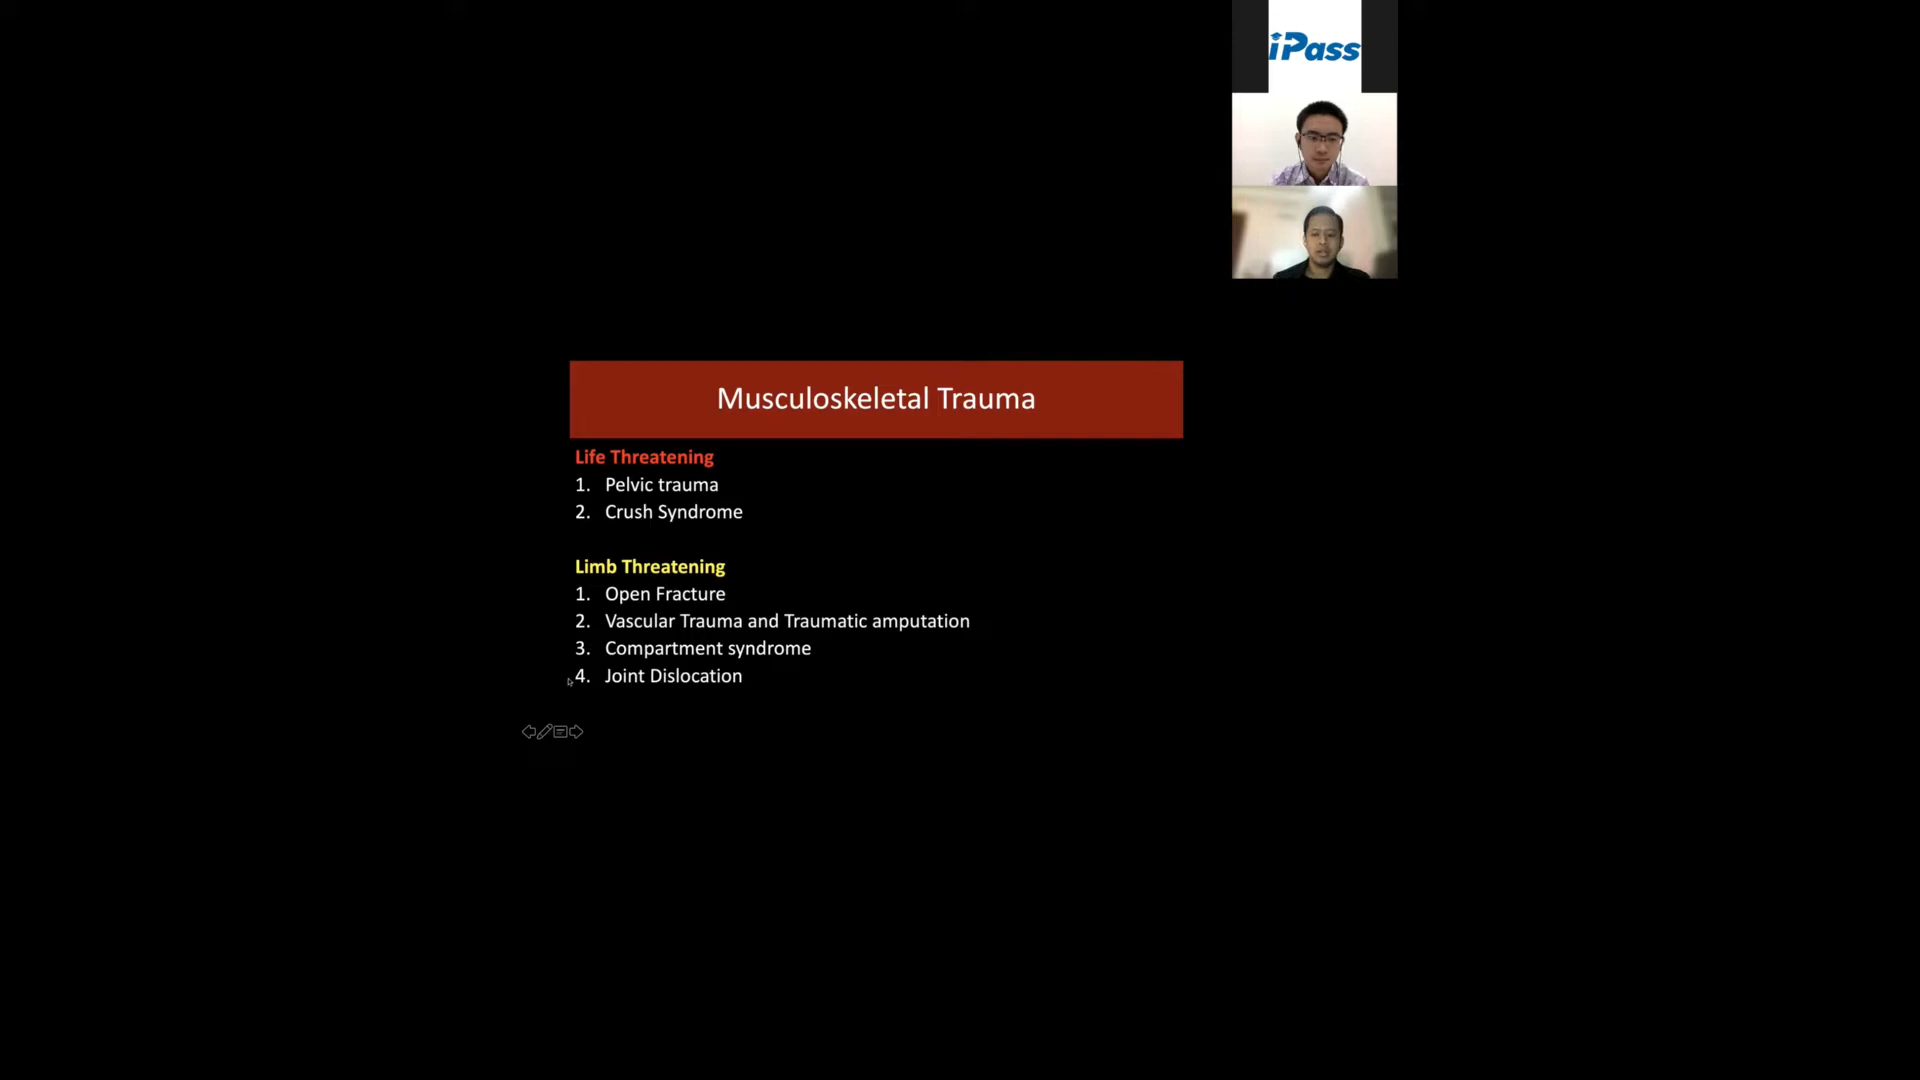 iPass
Musculoskeletal Trauma
Life Threatening
1. Pelvic trauma
2. Crush Syndrome
Limb Threatening
1. Open Fracture
2. Vascular Trauma and Traumatic amputation
3. Compartment syndrome
4. Joint Dislocation